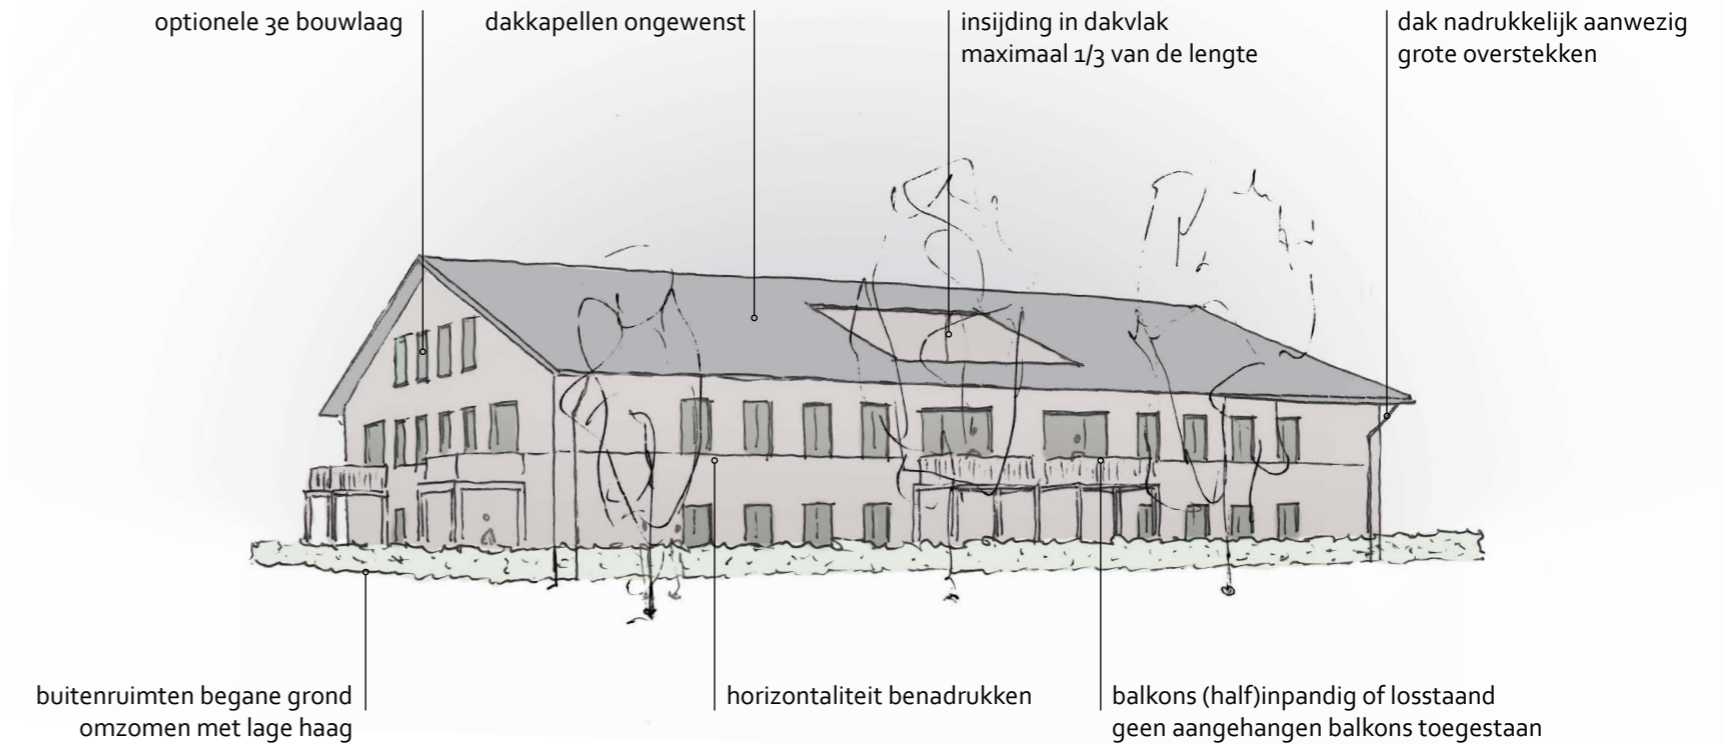 optionele 3e bouwlaag
dakkapellen ongewenst
insijding in dakvlak
maximaal 1/3 van de lengte
dak nadrukkelijk aanwezig
grote overstekken
buitenruimten begane grond
omzomen met lage haag
horizontaliteit benadrukken
balkons (half)inpandig of losstaand
geen aangehangen balkons toegestaan